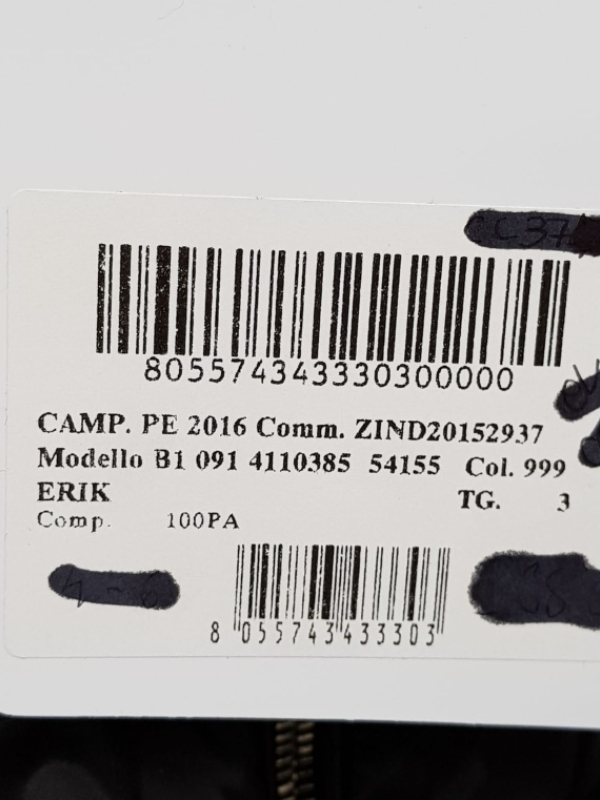 8055743433303000000
CAMP. PE 2016 Comm. ZIND20152937
Modello B1 091 4110385 54155 Col. 999
ERIK TG. 3
Comp. 100PA
8 055743 433303